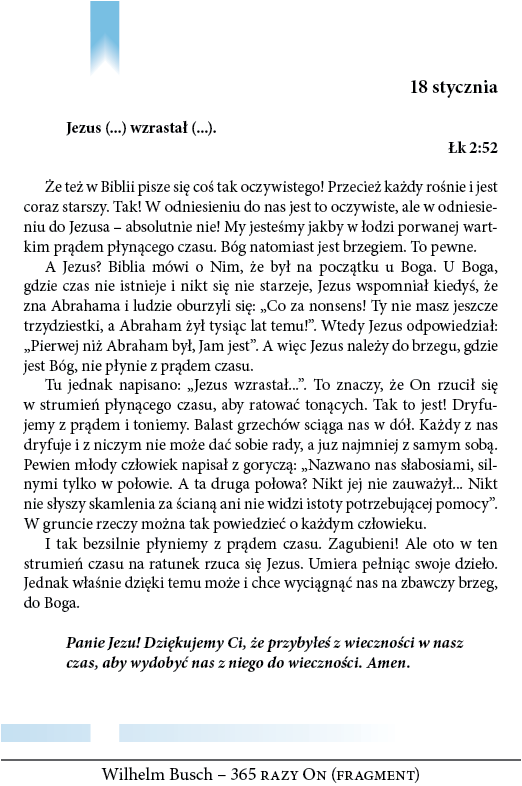 18 stycznia
Jezus (...) wzrastał (...).
Łk 2:52
Że też w Biblii pisze się coś tak oczywistego! Przecież każdy rośnie i jest
coraz starszy. Tak! W odniesieniu do nas jest to oczywiste, ale w odniesie-
niu do Jezusa – absolutnie nie! My jesteśmy jakby w łodzi porwanej wart-
kim prądem płynącego czasu. Bóg natomiast jest brzegiem. To pewne.
A Jezus? Biblia mówi o Nim, że był na początku u Boga. U Boga,
gdzie czas nie istnieje i nikt się nie starzeje, Jezus wspomniał kiedyś, że
zna Abrahama i ludzie oburzyli się: „Co za nonsens! Ty nie masz jeszcze
trzydziestki, a Abraham żył tysiąc lat temu!”. Wtedy Jezus odpowiedział:
„Pierwej niż Abraham był, Jam jest”. A więc Jezus należy do brzegu, gdzie
jest Bóg, nie płynie z prądem czasu.
Tu jednak napisano: „Jezus wzrastał...”. To znaczy, że On rzucił się
w strumień płynącego czasu, aby ratować tonących. Tak to jest! Dryfu-
jemy z prądem i toniemy. Balast grzechów sciąga nas w dół. Każdy z nas
dryfuje i z niczym nie może dać sobie rady, a juz najmniej z samym sobą.
Pewien młody człowiek napisał z goryczą: „Nazwano nas słabosiami, sil-
nymi tylko w połowie. A ta druga połowa? Nikt jej nie zauważył... Nikt
nie słyszy skamlenia za ścianą ani nie widzi istoty potrzebującej pomocy”.
W gruncie rzeczy można tak powiedzieć o każdym człowieku.
I tak bezsilnie płyniemy z prądem czasu. Zagubieni! Ale oto w ten
strumień czasu na ratunek rzuca się Jezus. Umiera pełniąc swoje dzieło.
Jednak właśnie dzięki temu może i chce wyciągnąć nas na zbawczy brzeg,
do Boga.
Panie Jezu! Dziękujemy Ci, że przybyłeś z wieczności w nasz
czas, aby wydobyć nas z niego do wieczności. Amen.
Wilhelm Busch – 365 RAZY ON (FRAGMENT)